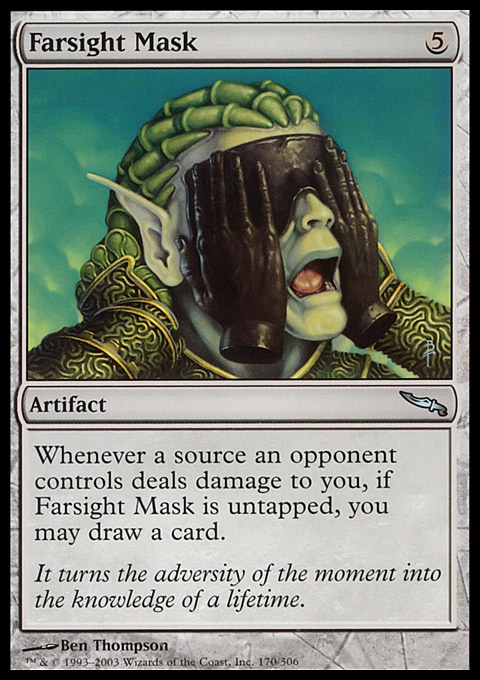 Farsight Mask 5
Artifact
Whenever a source an opponent
controls deals damage to you, if
Farsight Mask is untapped, you
may draw a card.
It turns the adversity of the moment into
the knowledge of a lifetime.
Ben Thompson
™ & © 1993–2003 Wizards of the Coast, Inc. 170/306